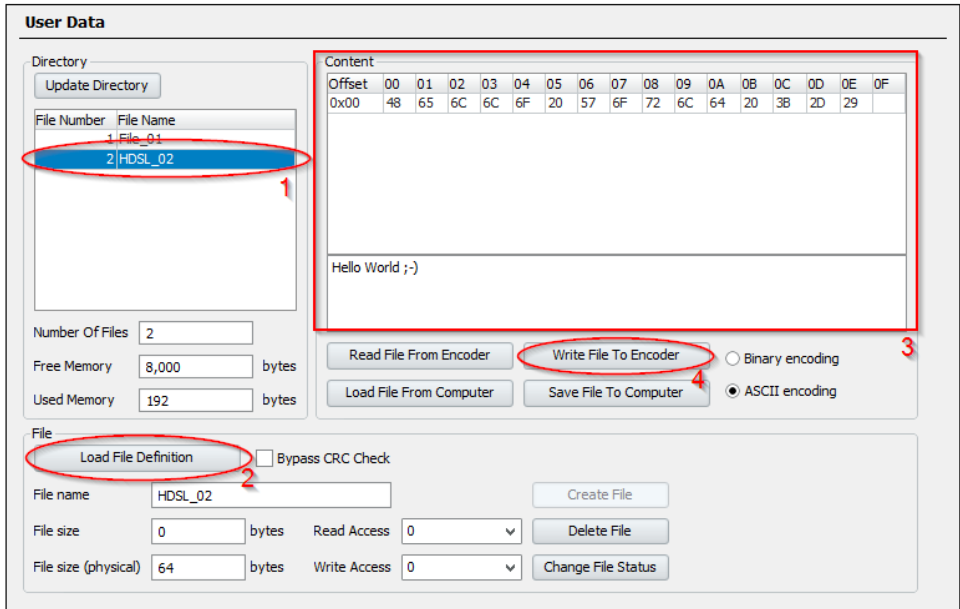 User Data
Directory
Update Directory
File Number File Name
1 File_01
2 HDSL_02
1
Number Of Files 2
Free Memory 8,000 bytes
Used Memory 192 bytes
Content
Offset 00 01 02 03 04 05 06 07 08 09 0A 0B 0C 0D 0E 0F
0x00 48 65 6C 6C 6F 20 57 6F 72 6C 64 20 3B 2D 29
Hello World ;-)
3
Read File From Encoder Write File To Encoder Binary encoding
4
Load File From Computer Save File To Computer ASCII encoding
File
Load File Definition Bypass CRC Check
2
File name HDSL_02 Create File
File size 0 bytes Read Access 0 Delete File
File size (physical) 64 bytes Write Access 0 Change File Status